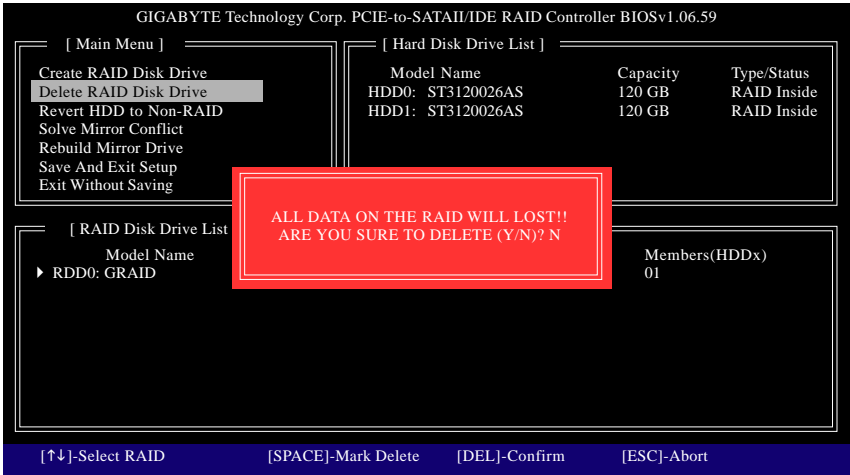 GIGABYTE Technology Corp. PCIE-to-SATAII/IDE RAID Controller BIOSv1.06.59
[ Main Menu ]
Create RAID Disk Drive
Delete RAID Disk Drive
Revert HDD to Non-RAID
Solve Mirror Conflict
Rebuild Mirror Drive
Save And Exit Setup
Exit Without Saving
[ Hard Disk Drive List ]
Model Name Capacity Type/Status
HDD0: ST3120026AS 120 GB RAID Inside
HDD1: ST3120026AS 120 GB RAID Inside
ALL DATA ON THE RAID WILL LOST!!
ARE YOU SURE TO DELETE (Y/N)? N
[ RAID Disk Drive List
Model Name Members(HDDx)
RDD0: GRAID 01
[↑↓]-Select RAID [SPACE]-Mark Delete [DEL]-Confirm [ESC]-Abort